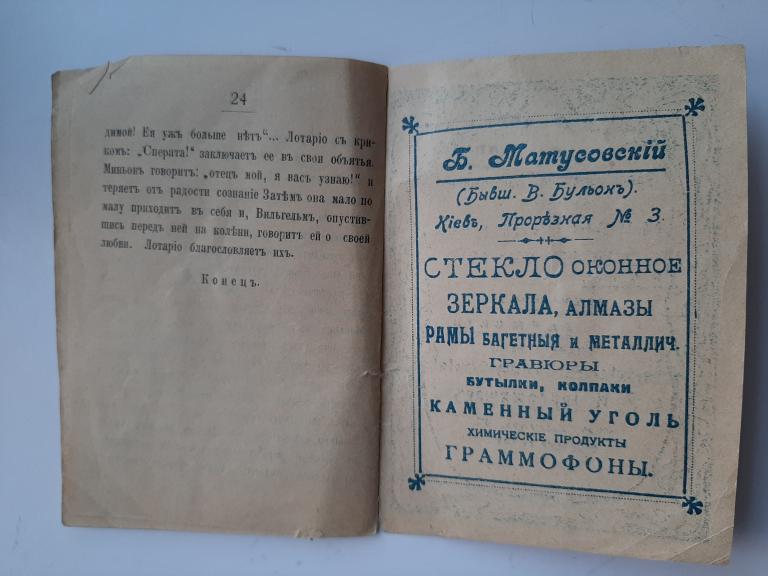 24
димой! Ея ужъ больше нѣтъ“... Лотаріо съ кри-
комъ: „Сперата!“ заключаетъ ее въ свои объятья.
Миньон говоритъ: „отец мой, я васъ узнаю!“ и
теряетъ отъ радости сознаніе Затѣмъ она мало по
малу приходитъ въ себя и, Вильгельмъ, опустив-
шись передъ ней на колѣни, говоритъ ей о своей
любви. Лотаріо благословляетъ ихъ.
Конецъ.
Б. Матусовскій
(Бывш. В. Бульонъ).
Кіевъ, Прорѣзная № 3.
СТЕКЛО ОКОННОЕ
ЗЕРКАЛА, АЛМАЗЫ
РАМЫ БАГЕТНЫЯ И МЕТАЛЛИЧ.
ГРАВЮРЫ
БУТЫЛКИ, КОЛПАКИ
КАМЕННЫЙ УГОЛЬ
ХИМИЧЕСКІЕ ПРОДУКТЫ
ГРАММОФОНЫ.